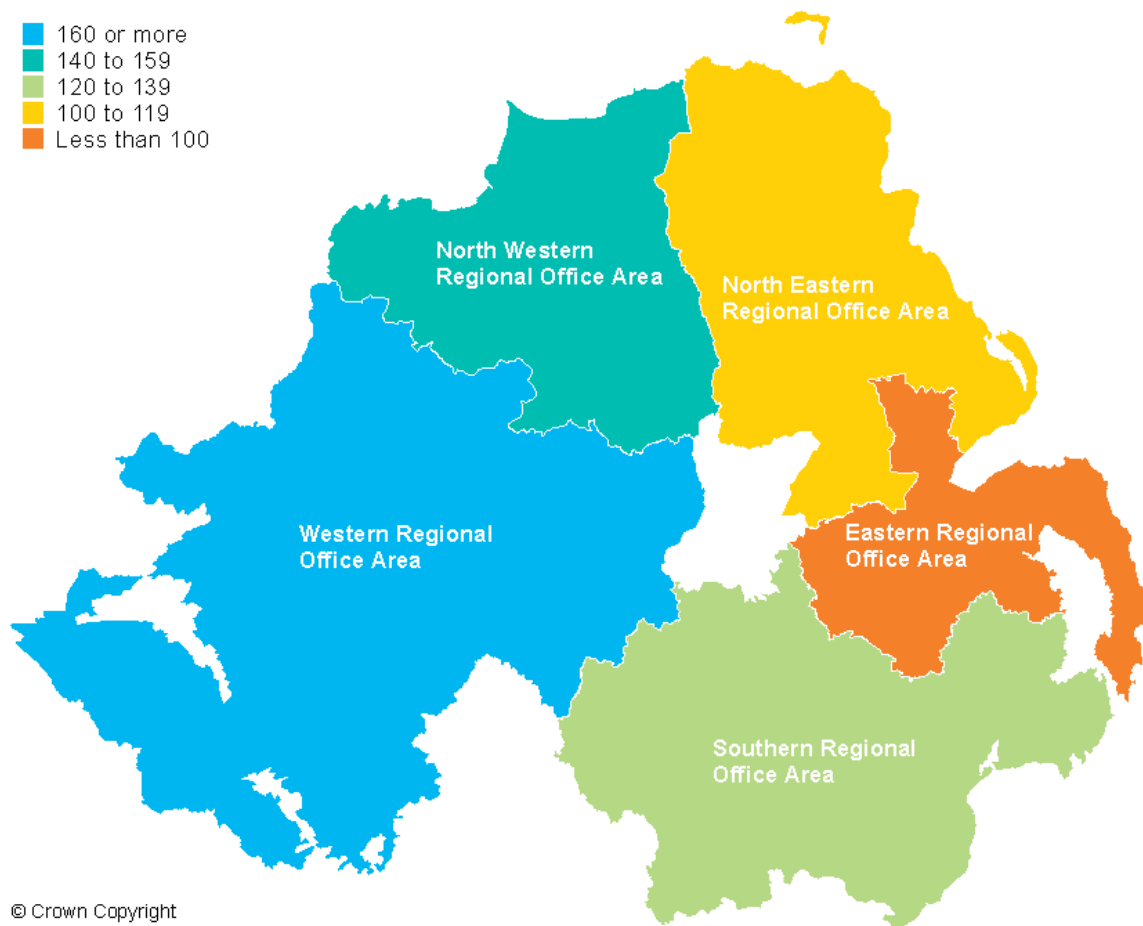 160 or more
140 to 159
120 to 139
100 to 119
Less than 100
North Western
Regional Office Area
North Eastern
Regional Office Area
Western Regional
Office Area
Eastern Regional
Office Area
Southern Regional
Office Area
© Crown Copyright